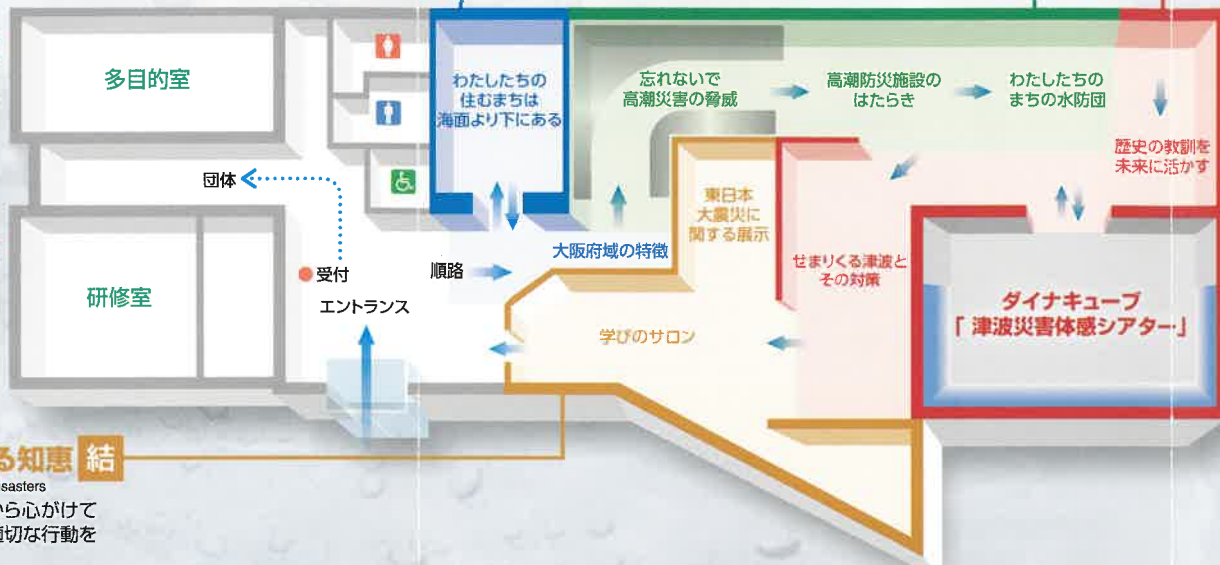 多目的室
わたしたちの
住むまちは
海面より下にある
忘れないで
高潮災害の脅威
高潮防災施設の
はたらき
わたしたちの
まちの水防団
歴史の教訓を
未来に活かす
団体
東日本
大震災に
関する展示
受付
順路
大阪府域の特徴
せまりくる津波と
その対策
研修室
エントランス
学びのサロン
ダイナキューブ
「津波災害体感シアター」
る知恵 結
sasters
から心がけて
適切な行動を